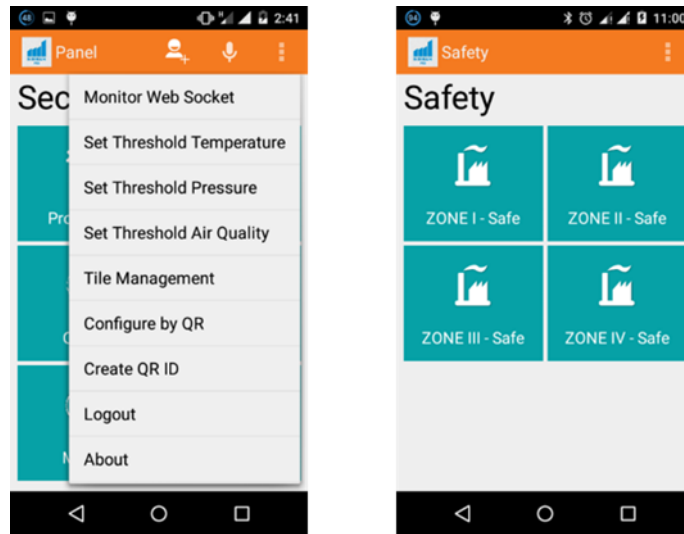 48
2:41
Panel
Sec
Monitor Web Socket
Set Threshold Temperature
Set Threshold Pressure
Set Threshold Air Quality
Tile Management
Configure by QR
Create QR ID
Logout
About
Pro
94
11:00
Safety
Safety
ZONE I - Safe
ZONE II - Safe
ZONE III - Safe
ZONE IV - Safe